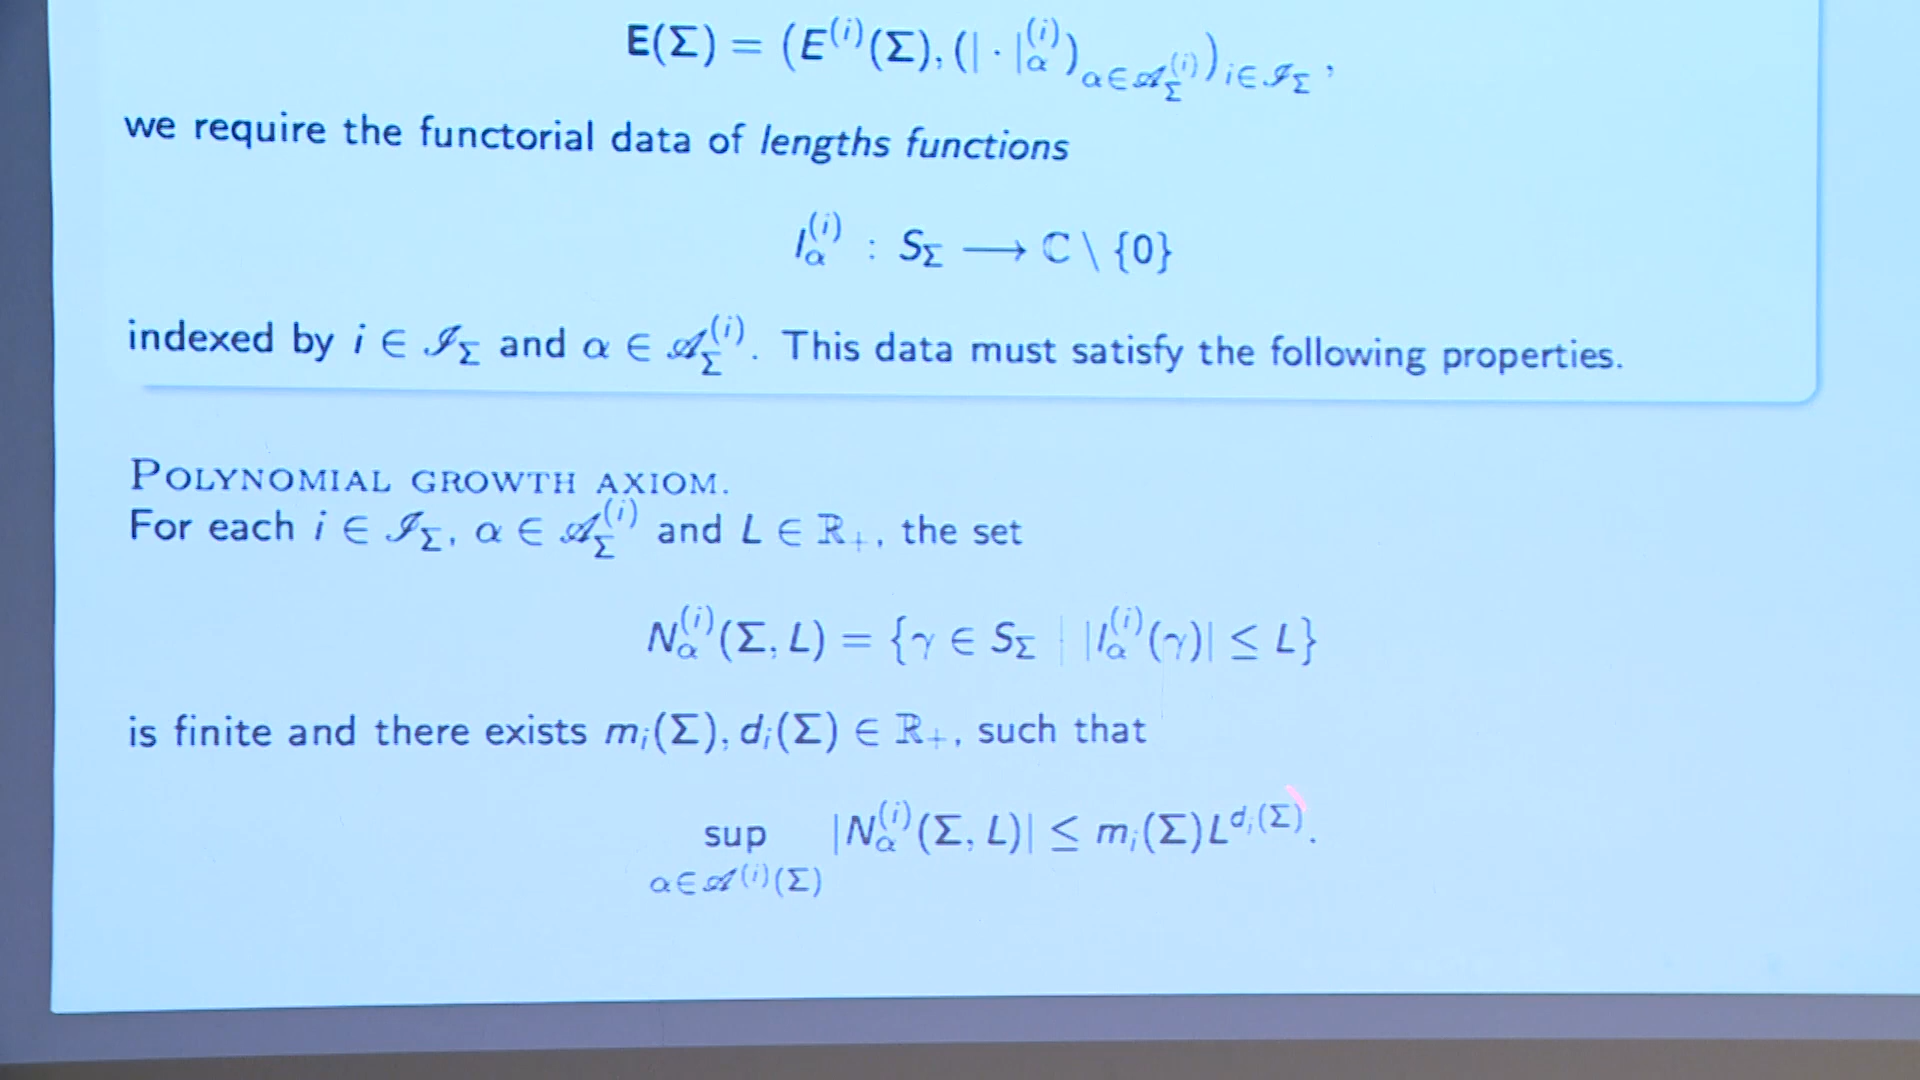 E(Σ) = (E^{(i)}(Σ), (| · |_α^{(i)})_{α∈𝒜_Σ^{(i)}})_{i∈ℐ_Σ},
we require the functorial data of lengths functions
l_α^{(i)} : S_Σ ⟶ ℂ \ {0}
indexed by i ∈ ℐ_Σ and α ∈ 𝒜_Σ^{(i)}. This data must satisfy the following properties.
POLYNOMIAL GROWTH AXIOM.
For each i ∈ ℐ_Σ, α ∈ 𝒜_Σ^{(i)} and L ∈ ℝ_+, the set
N_α^{(i)}(Σ, L) = {γ ∈ S_Σ | |l_α^{(i)}(γ)| ≤ L}
is finite and there exists m_i(Σ), d_i(Σ) ∈ ℝ_+, such that
sup_{α∈𝒜^{(i)}(Σ)} |N_α^{(i)}(Σ, L)| ≤ m_i(Σ)L^{d_i(Σ)}.